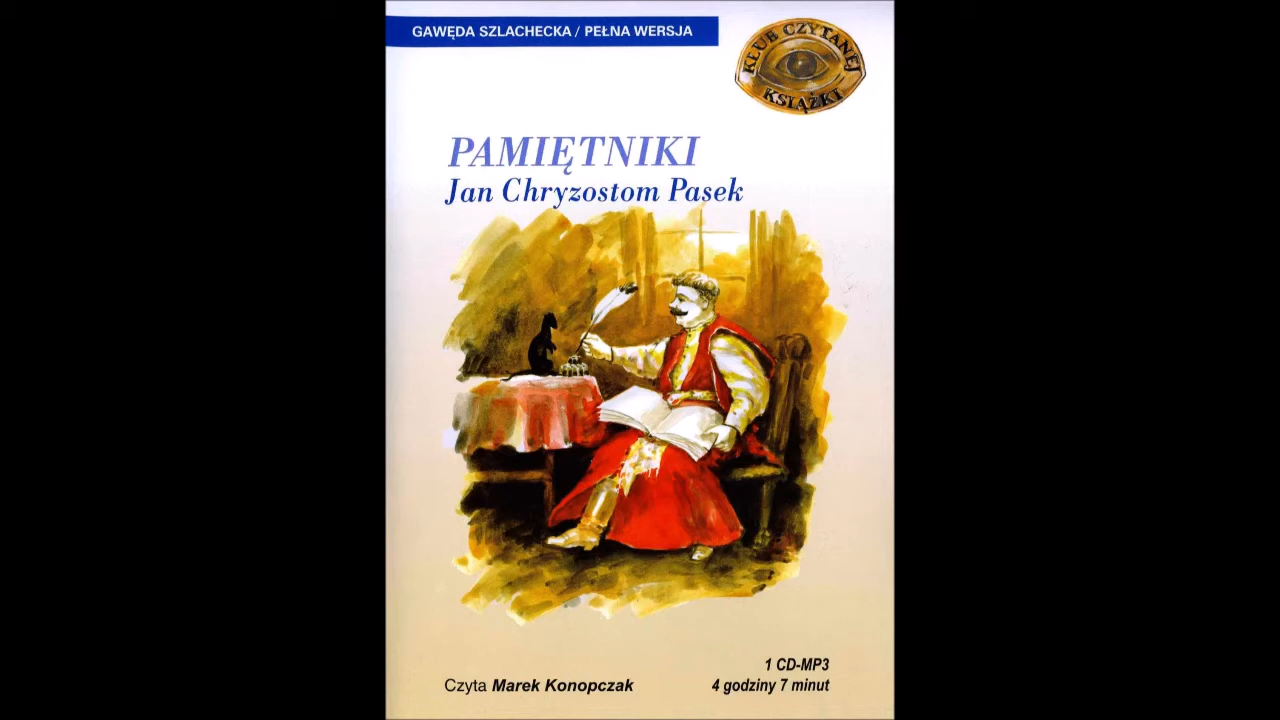 GAWĘDA SZLACHECKA / PEŁNA WERSJA
KLUB CZYTANEJ
KSIĄŻKI
PAMIĘTNIKI
Jan Chryzostom Pasek
1 CD-MP3
Czyta Marek Konopczak
4 godziny 7 minut